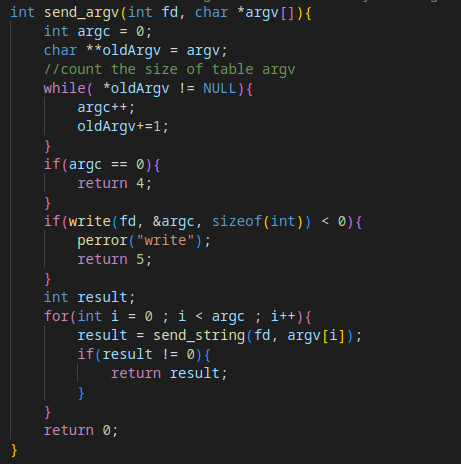 int send_argv(int fd, char *argv[]){
    int argc = 0;
    char **oldArgv = argv;
    //count the size of table argv
    while( *oldArgv != NULL){
        argc++;
        oldArgv+=1;
    }
    if(argc == 0){
        return 4;
    }
    if(write(fd, &argc, sizeof(int)) < 0){
        perror("write");
        return 5;
    }
    int result;
    for(int i = 0 ; i < argc ; i++){
        result = send_string(fd, argv[i]);
        if(result != 0){
            return result;
        }
    }
    return 0;
}